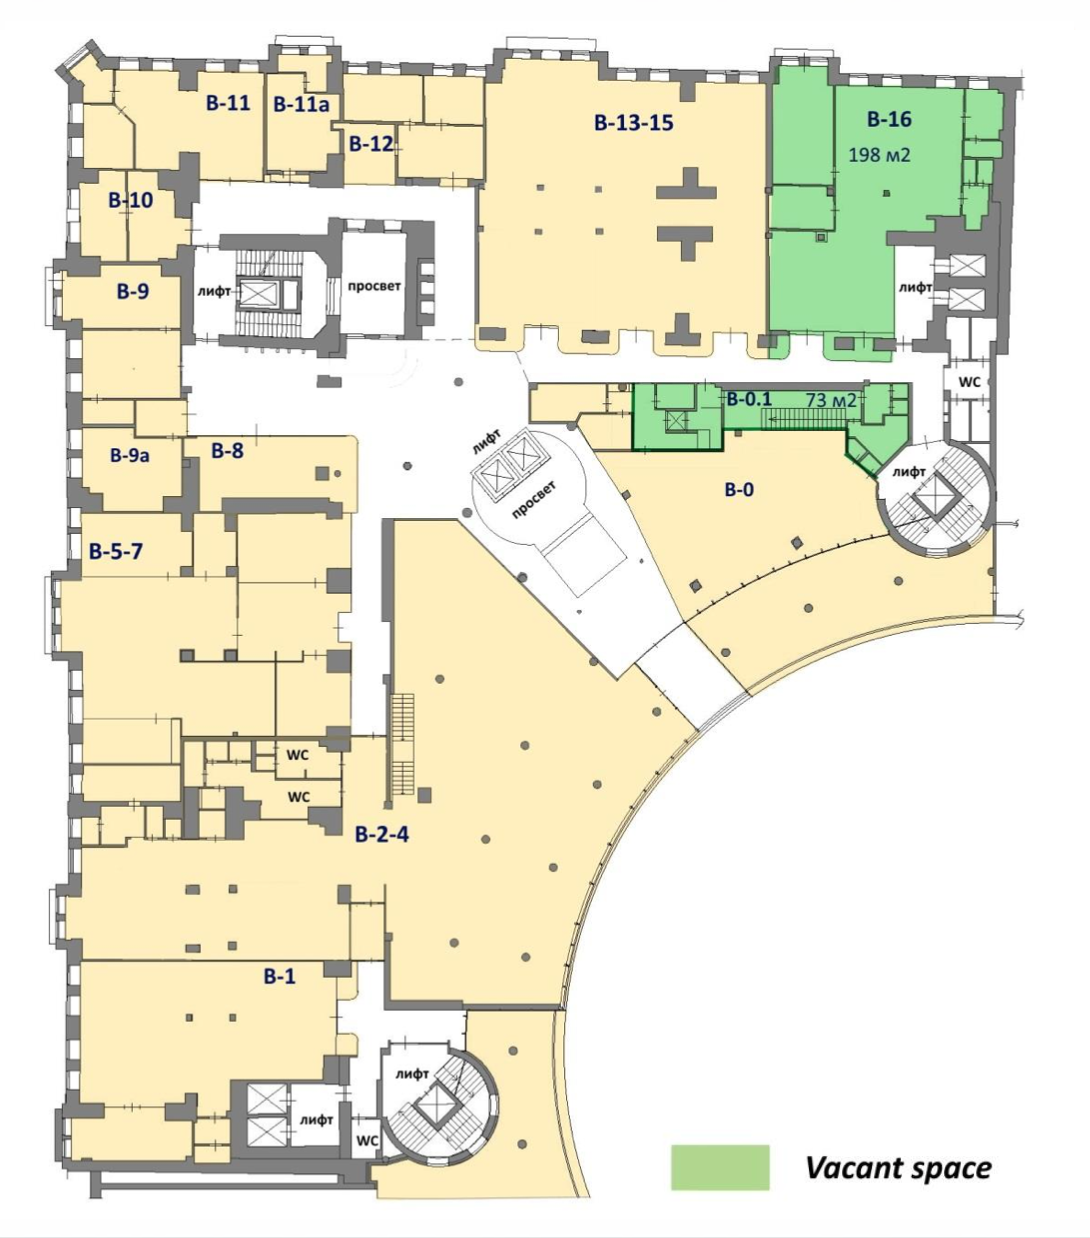 B-11
B-11a
B-12
B-13-15
B-16
198 м2
B-10
B-9
лифт
просвет
лифт
WC
B-0.1 73 м2
B-9a
B-8
лифт
просвет
B-0
лифт
B-5-7
WC
WC
B-2-4
B-1
лифт
лифт
WC
Vacant space